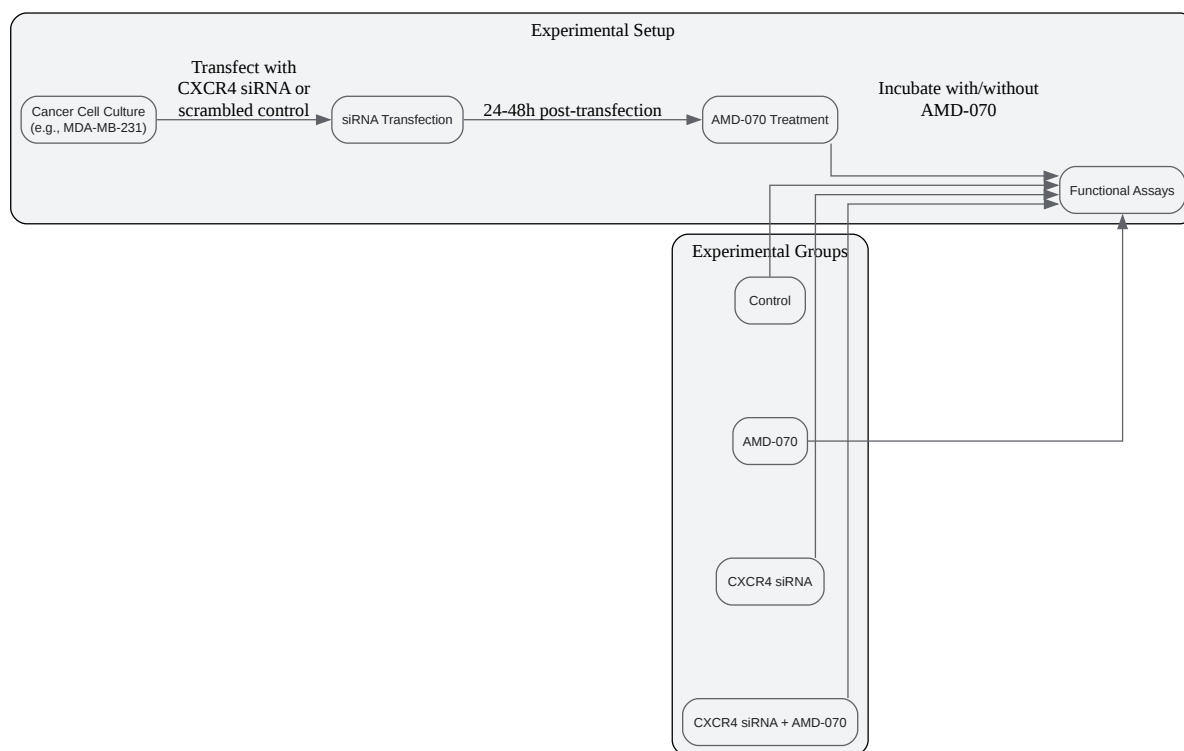 Experimental Setup
Transfect with
CXCR4 siRNA or
scrambled control
Cancer Cell Culture
(e.g., MDA-MB-231)
siRNA Transfection
24-48h post-transfection
AMD-070 Treatment
Incubate with/without
AMD-070
Functional Assays
Experimental Groups
Control
AMD-070
CXCR4 siRNA
CXCR4 siRNA + AMD-070